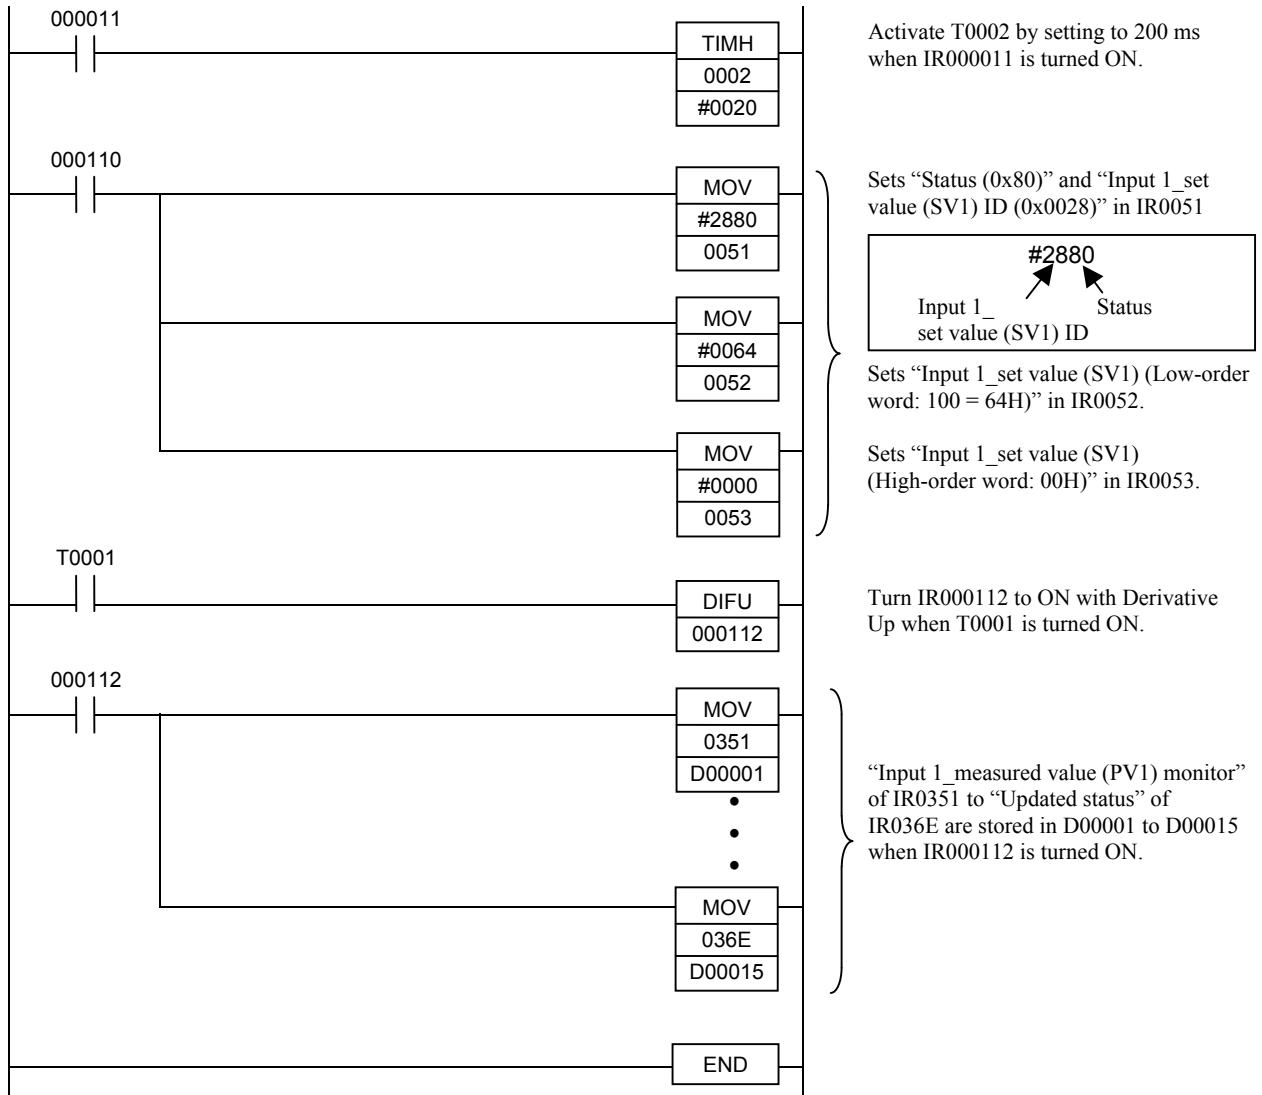 000011
TIMH
0002
#0020
Activate T0002 by setting to 200 ms
when IR000011 is turned ON.
000110
MOV
#2880
0051
Sets “Status (0x80)” and “Input 1_set
value (SV1) ID (0x0028)” in IR0051
#2880
Input 1_
set value (SV1) ID
Status
MOV
#0064
0052
Sets “Input 1_set value (SV1) (Low-order
word: 100 = 64H)” in IR0052.
MOV
#0000
0053
Sets “Input 1_set value (SV1)
(High-order word: 00H)” in IR0053.
T0001
DIFU
000112
Turn IR000112 to ON with Derivative
Up when T0001 is turned ON.
000112
MOV
0351
D00001
“Input 1_measured value (PV1) monitor”
of IR0351 to “Updated status” of
IR036E are stored in D00001 to D00015
when IR000112 is turned ON.
MOV
036E
D00015
END